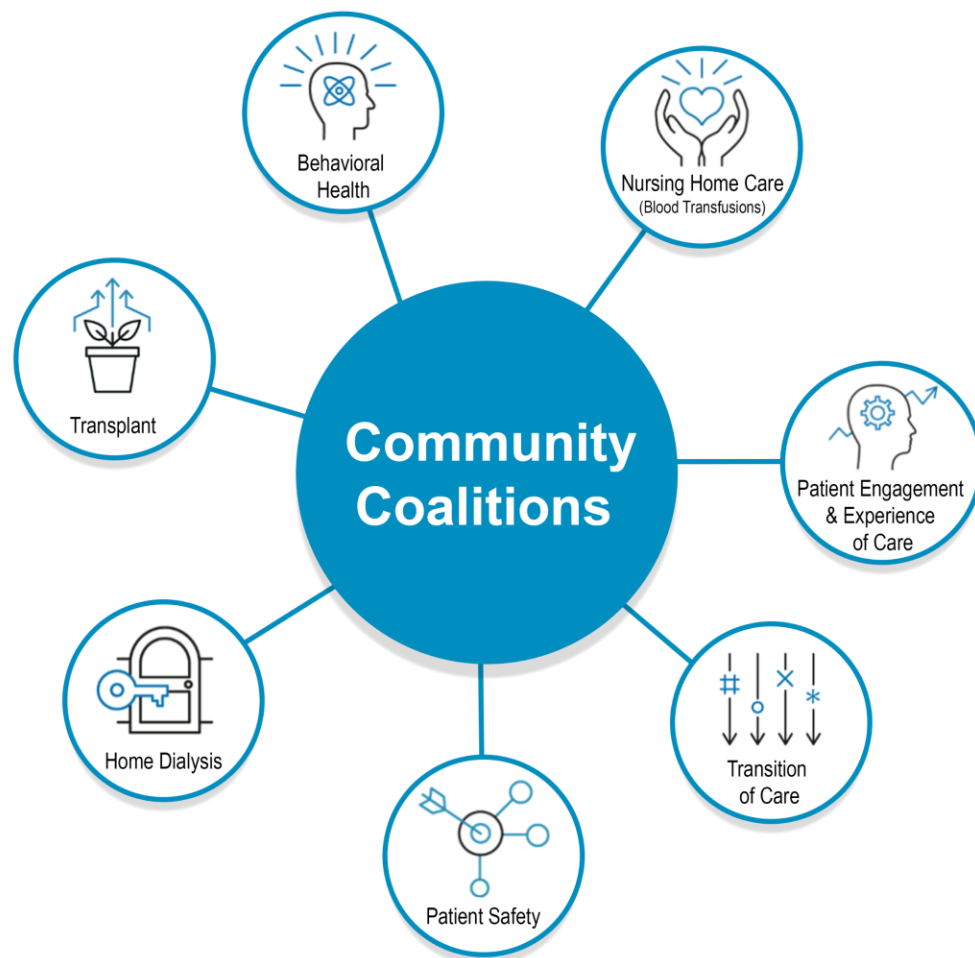 Behavioral
Health
Nursing Home Care
(Blood Transfusions)
Transplant
Community
Coalitions
Patient Engagement
& Experience
of Care
Home Dialysis
Transition
of Care
Patient Safety